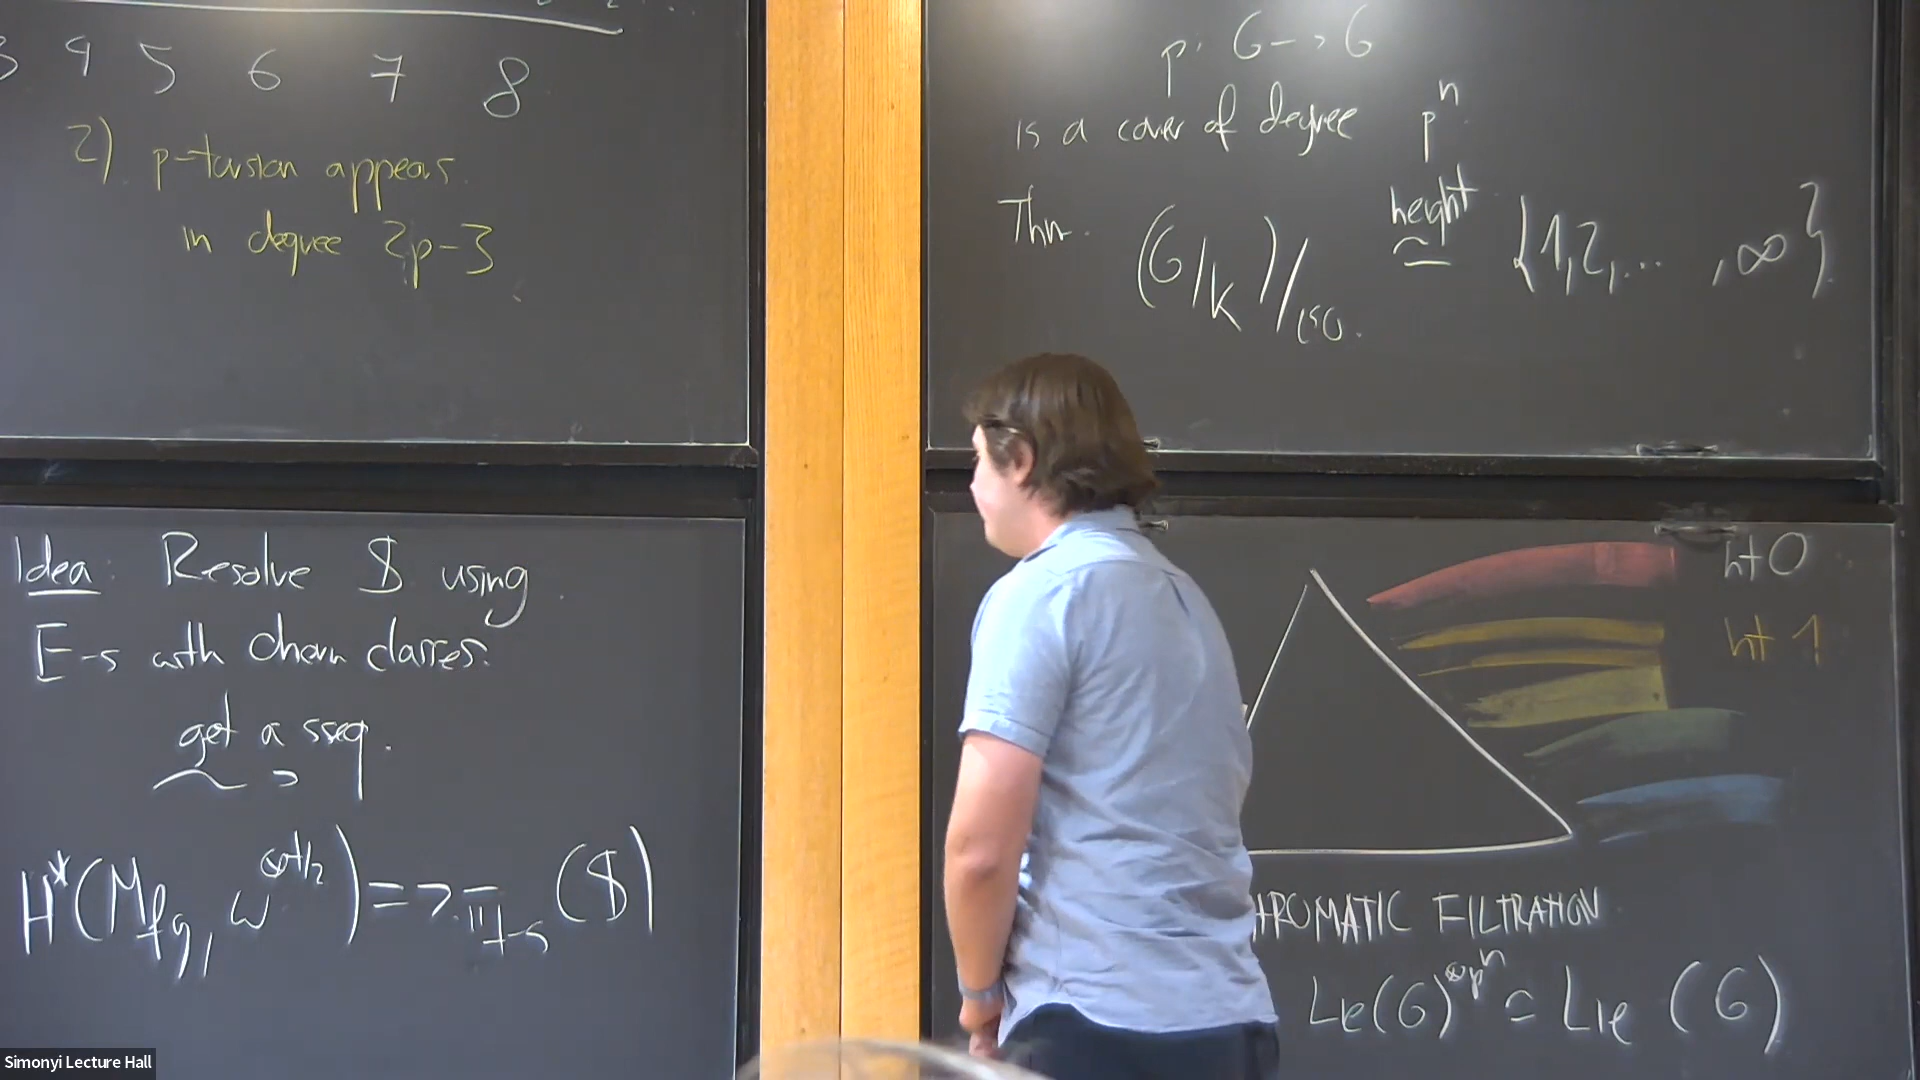 3 4 5 6 7 8
2) p-torsion appears
in degree 2p-3
Idea: Resolve $ using
E-s with chern classes.
get a sseq.
H*(M_fg, ω^{⊗t/2}) => π_{t-s}($)
p: G -> G
is a cover of degree p^n.
Thm. (G/k)/iso. height ≃ {1,2,..., ∞}
ht 0
ht 1
HROMATIC FILTRATION
Lie(G)^{⊗p^n} ≃ Lie (G)
Simonyi Lecture Hall